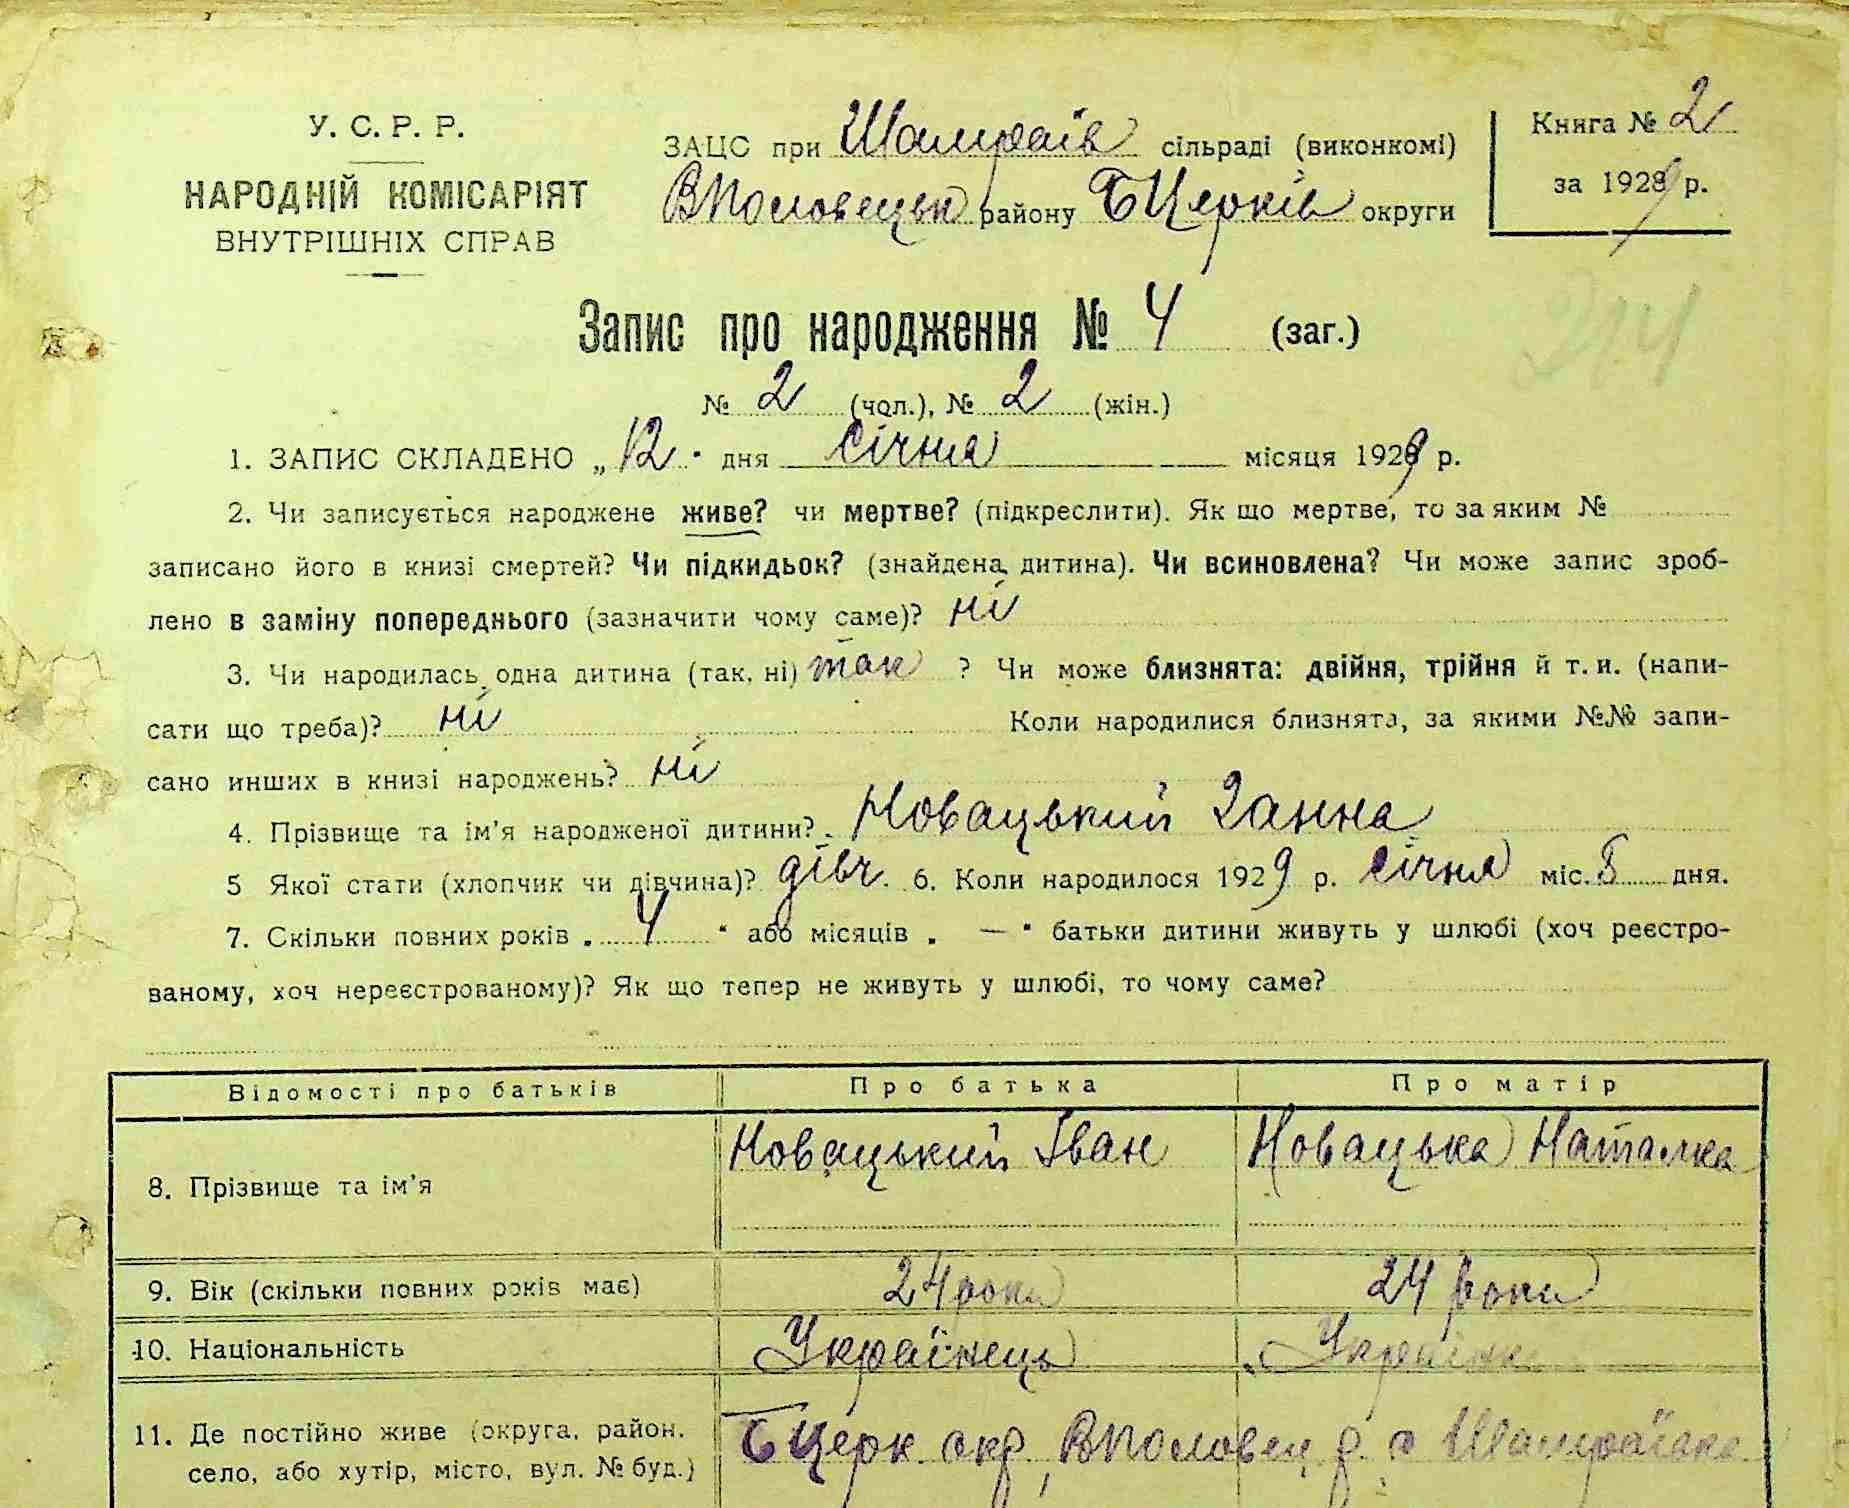 У. С. Р. Р.
НАРОДНІЙ КОМІСАРІЯТ
ВНУТРІШНІХ СПРАВ
ЗАЦС при Шамраїв сільраді (виконкомі)
ВПоловецьк району БЦерків округи
Книга № 2
за 1929 р.
Запис про народження № 4 (заг.)
214
№ 2 (чол.), № 2 (жін.)
1. ЗАПИС СКЛАДЕНО „12" дня січня місяця 1929 р.
2. Чи записується народжене живе? чи мертве? (підкреслити). Як що мертве, то за яким №
записано його в книзі смертей? Чи підкидьок? (знайдена дитина). Чи всиновлена? Чи може запис зроб-
лено в заміну попереднього (зазначити чому саме)? ні
3. Чи народилась одна дитина (так, ні) так ? Чи може близнята: двійня, трійня й т. и. (напи-
сати що треба)? ні Коли народилися близнята, за якими №№ запи-
сано инших в книзі народжень? ні
4. Прізвище та ім'я народженої дитини? Новацький Ганна
5 Якої стати (хлопчик чи дівчина)? дівч. 6. Коли народилося 1929 р. січня міс. 5 дня.
7. Скільки повних років „ 4 " або місяців „ — " батьки дитини живуть у шлюбі (хоч реєстро-
ваному, хоч нереєстрованому)? Як що тепер не живуть у шлюбі, то чому саме?
Відомості про батьків Про батька Про матір
8. Прізвище та ім'я Новацький Іван Новацька Наталка
9. Вік (скільки повних років має) 24 роки 24 роки
10. Національність Українець Українк
11. Де постійно живе (округа, район, село, або хутір, місто, вул. № буд.) БЦерк. окр, ВПоловец р. с Шамраївка